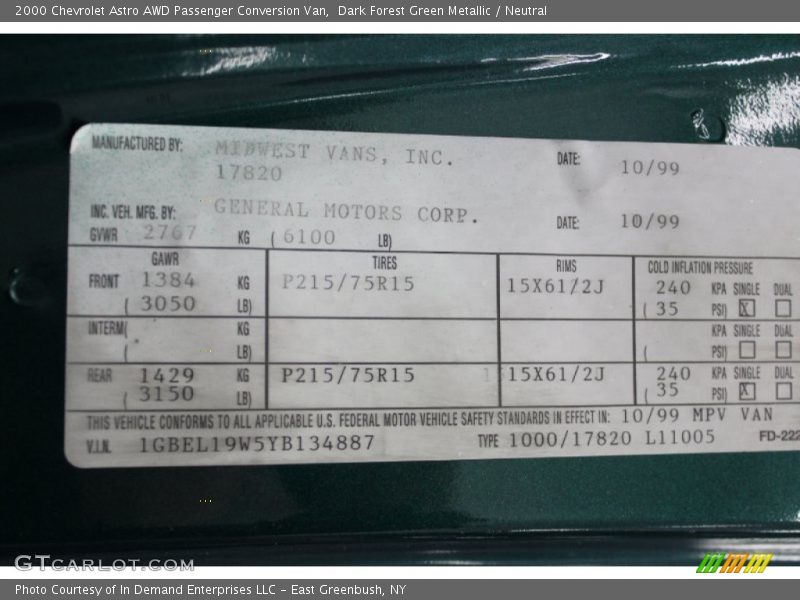 2000 Chevrolet Astro AWD Passenger Conversion Van,  Dark Forest Green Metallic / Neutral
MANUFACTURED BY: MIDWEST VANS, INC. DATE: 10/99
17820
INC. VEH. MFG. BY: GENERAL MOTORS CORP. DATE: 10/99
GVWR 2767 KG ( 6100 LB)
GAWR TIRES RIMS COLD INFLATION PRESSURE
FRONT 1384 KG P215/75R15 15X61/2J 240 KPA SINGLE DUAL
( 3050 LB) ( 35 PSI) X
INTERM( KG KPA SINGLE DUAL
( LB) ( PSI)
REAR 1429 KG P215/75R15 15X61/2J 240 KPA SINGLE DUAL
( 3150 LB) ( 35 PSI) X
THIS VEHICLE CONFORMS TO ALL APPLICABLE U.S. FEDERAL MOTOR VEHICLE SAFETY STANDARDS IN EFFECT IN: 10/99 MPV VAN
V.I.N. 1GBEL19W5YB134887 TYPE 1000/17820 L11005 FD-222
GTcarlot.com
Photo Courtesy of In Demand Enterprises LLC - East Greenbush, NY